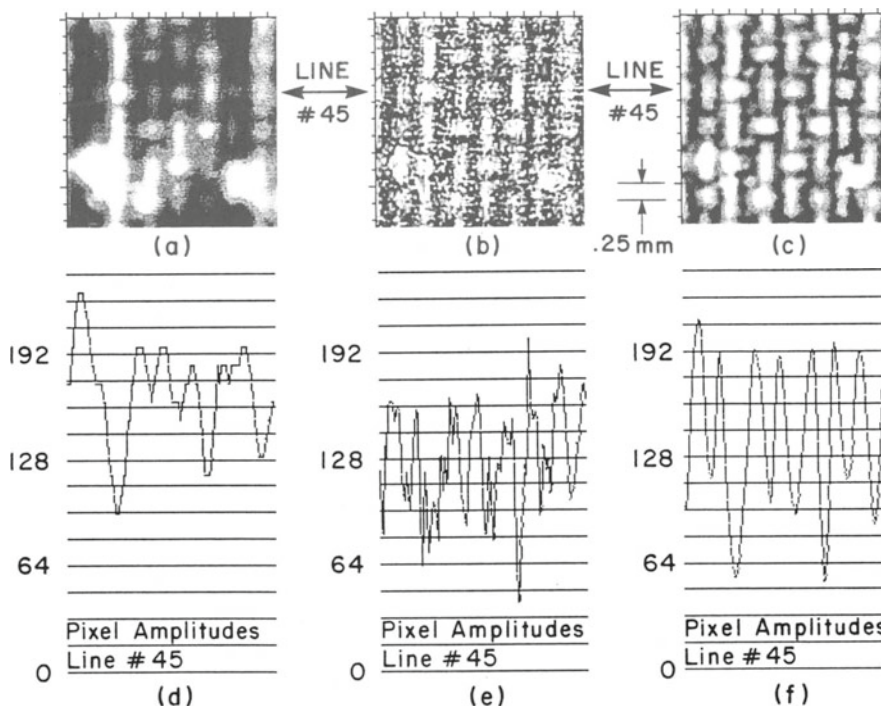 LINE
#45
LINE
#45
.25 mm
(a)
(b)
(c)
192
128
64
0
Pixel Amplitudes
Line #45
(d)
192
128
64
0
Pixel Amplitudes
Line #45
(e)
192
128
64
0
Pixel Amplitudes
Line #45
(f)